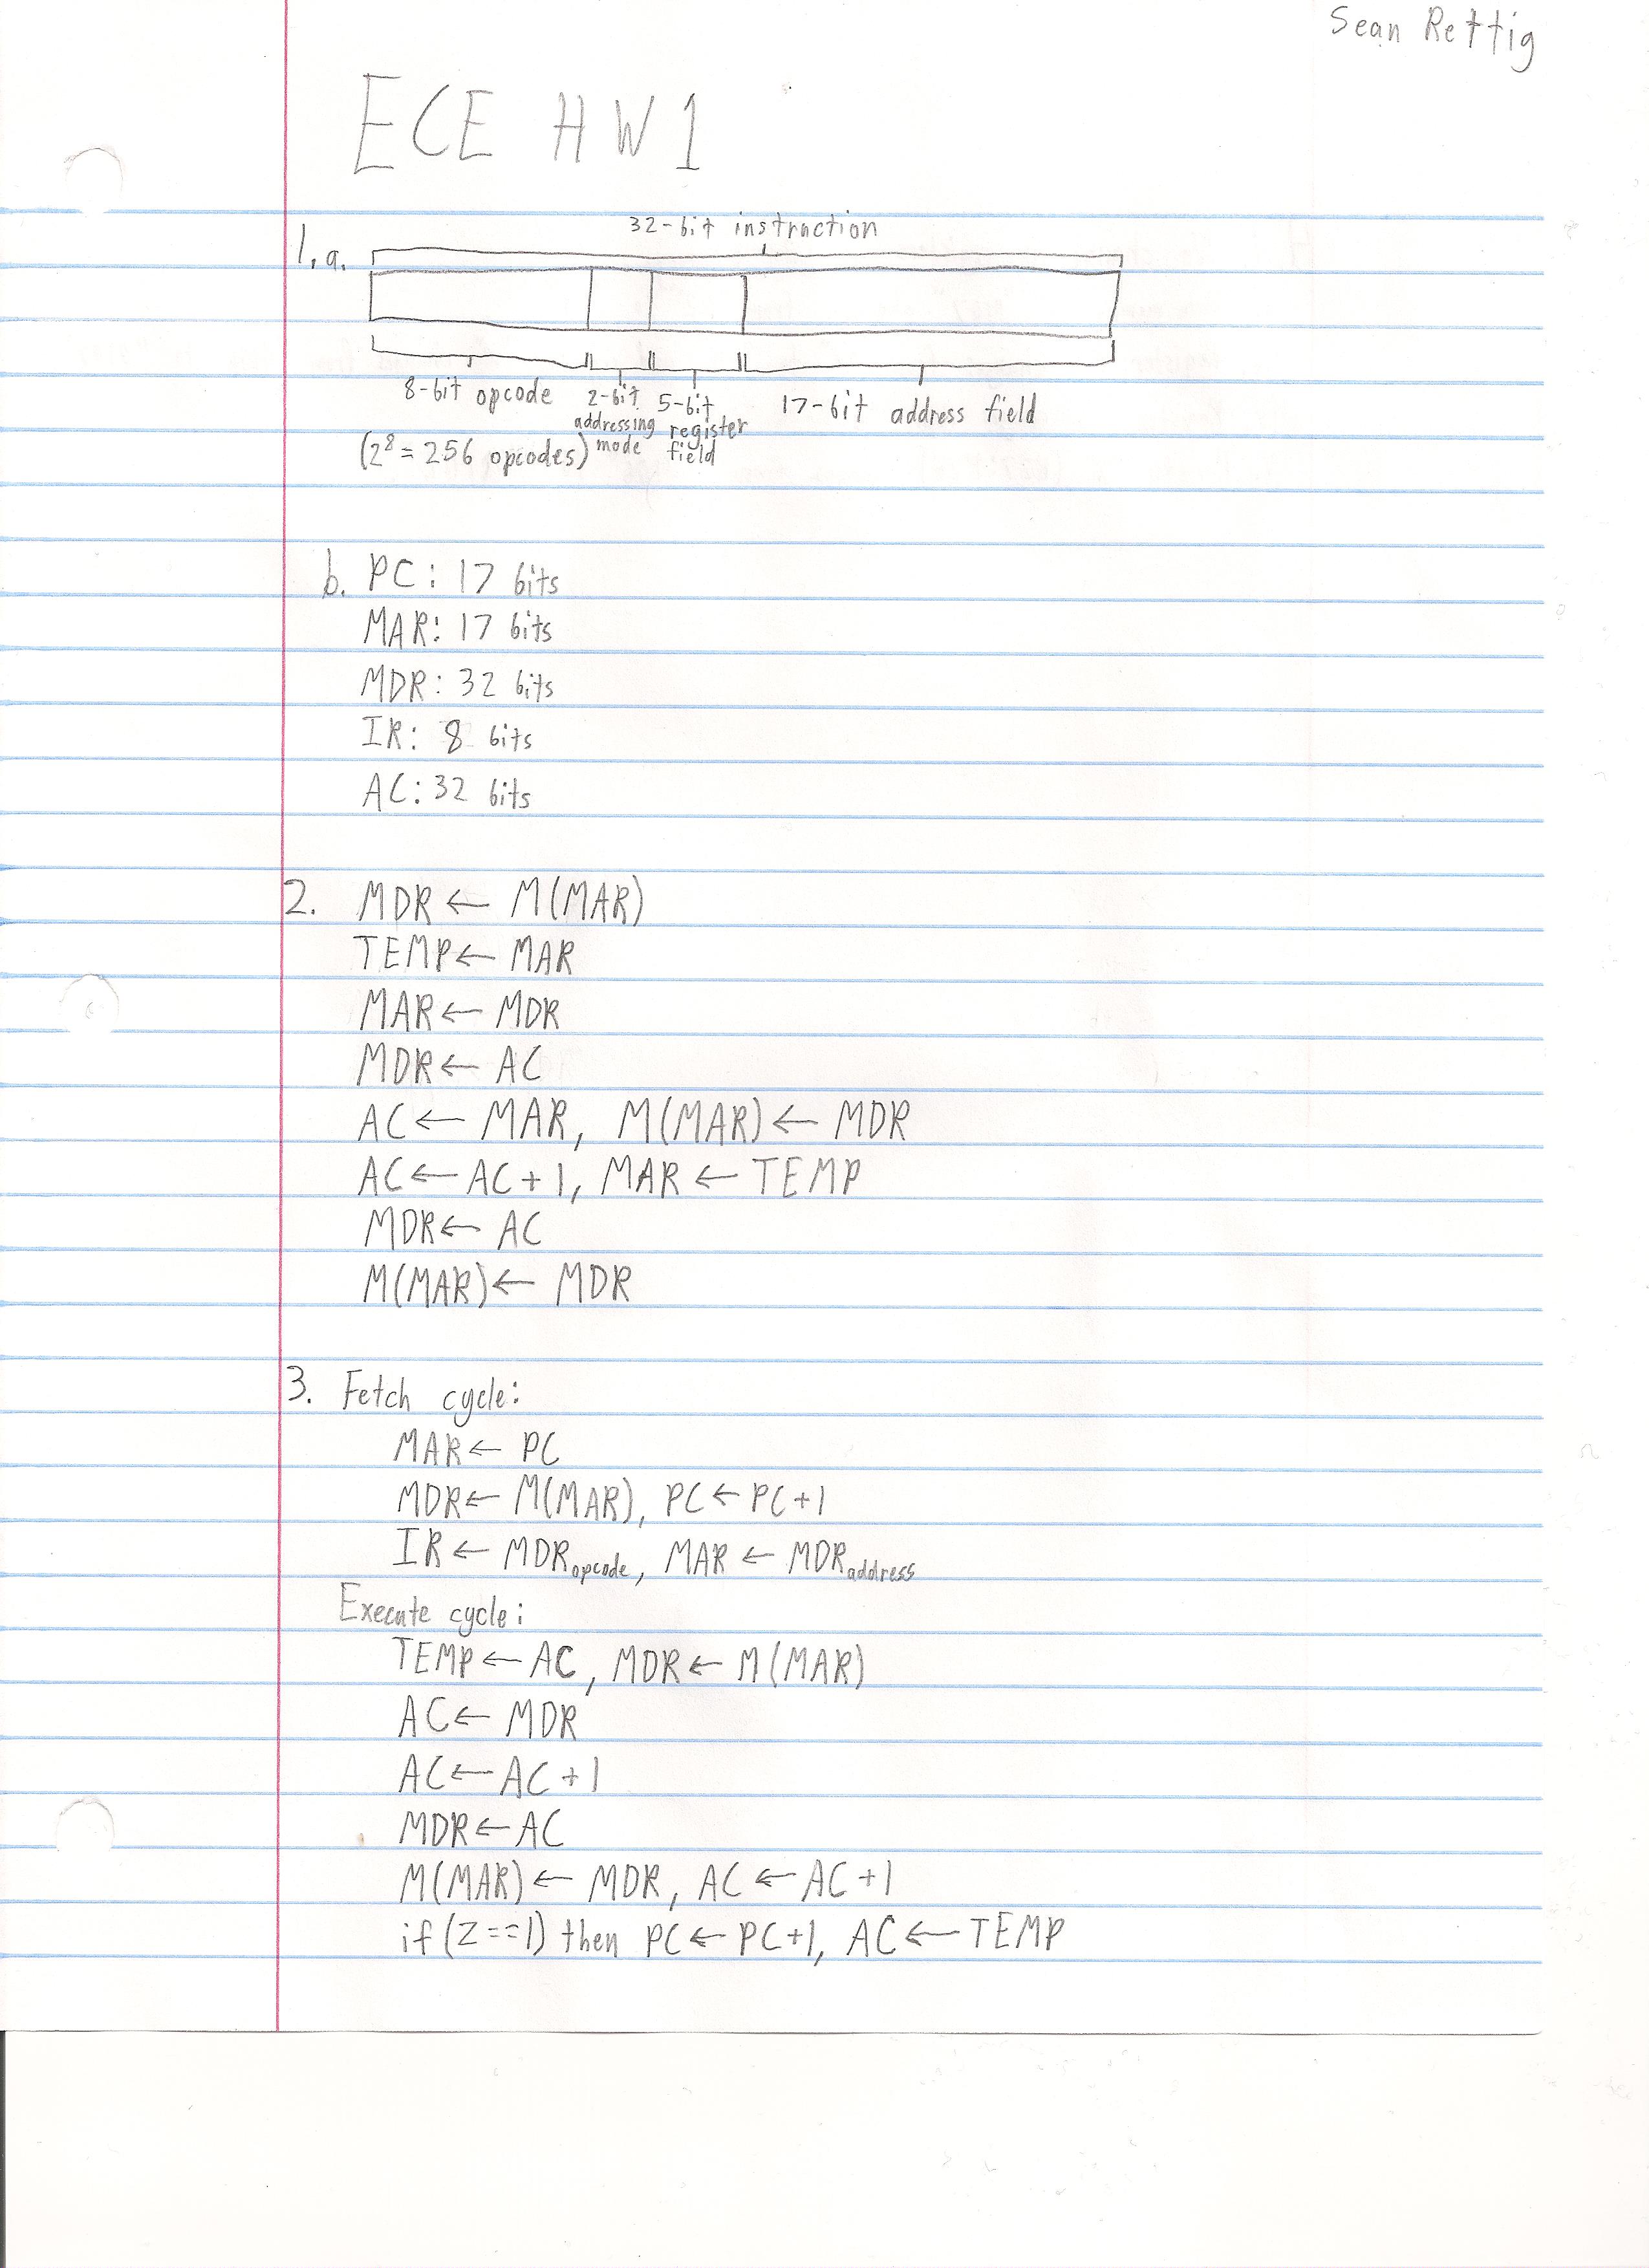 Sean Rettig
ECE HW1
32-bit instruction
1. a.
8-bit opcode 2-bit addressing mode 5-bit register field 17-bit address field
(2⁸ = 256 opcodes)
b. PC: 17 bits
MAR: 17 bits
MDR: 32 bits
IR: 8 bits
AC: 32 bits
2. MDR ← M(MAR)
TEMP ← MAR
MAR ← MDR
MDR ← AC
AC ← MAR, M(MAR) ← MDR
AC ← AC + 1, MAR ← TEMP
MDR ← AC
M(MAR) ← MDR
3. Fetch cycle:
MAR ← PC
MDR ← M(MAR), PC ← PC + 1
IR ← MDR opcode, MAR ← MDR address
Execute cycle:
TEMP ← AC, MDR ← M(MAR)
AC ← MDR
AC ← AC + 1
MDR ← AC
M(MAR) ← MDR, AC ← AC + 1
if (Z==1) then PC ← PC + 1, AC ← TEMP